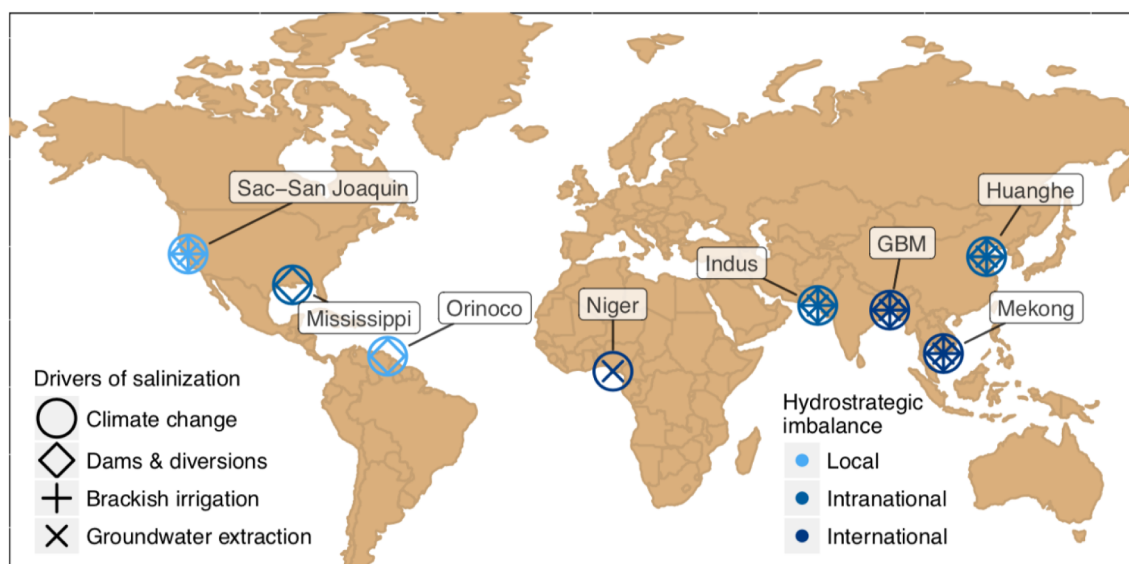 Sac–San Joaquin
Huanghe
GBM
Indus
Mississippi
Orinoco
Niger
Mekong
Drivers of salinization
Climate change
Dams & diversions
Brackish irrigation
Groundwater extraction
Hydrostrategic
imbalance
Local
Intranational
International